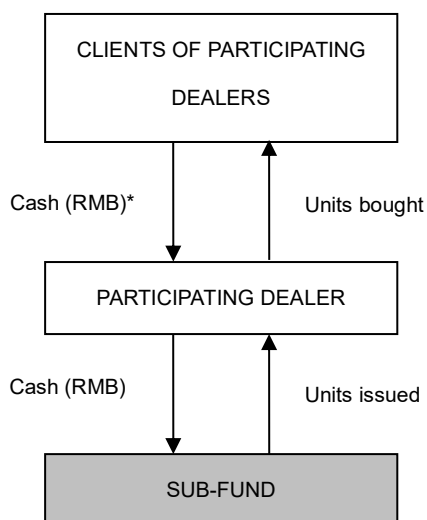 CLIENTS OF PARTICIPATING
DEALERS
Cash (RMB)*
Units bought
PARTICIPATING DEALER
Cash (RMB)
Units issued
SUB-FUND